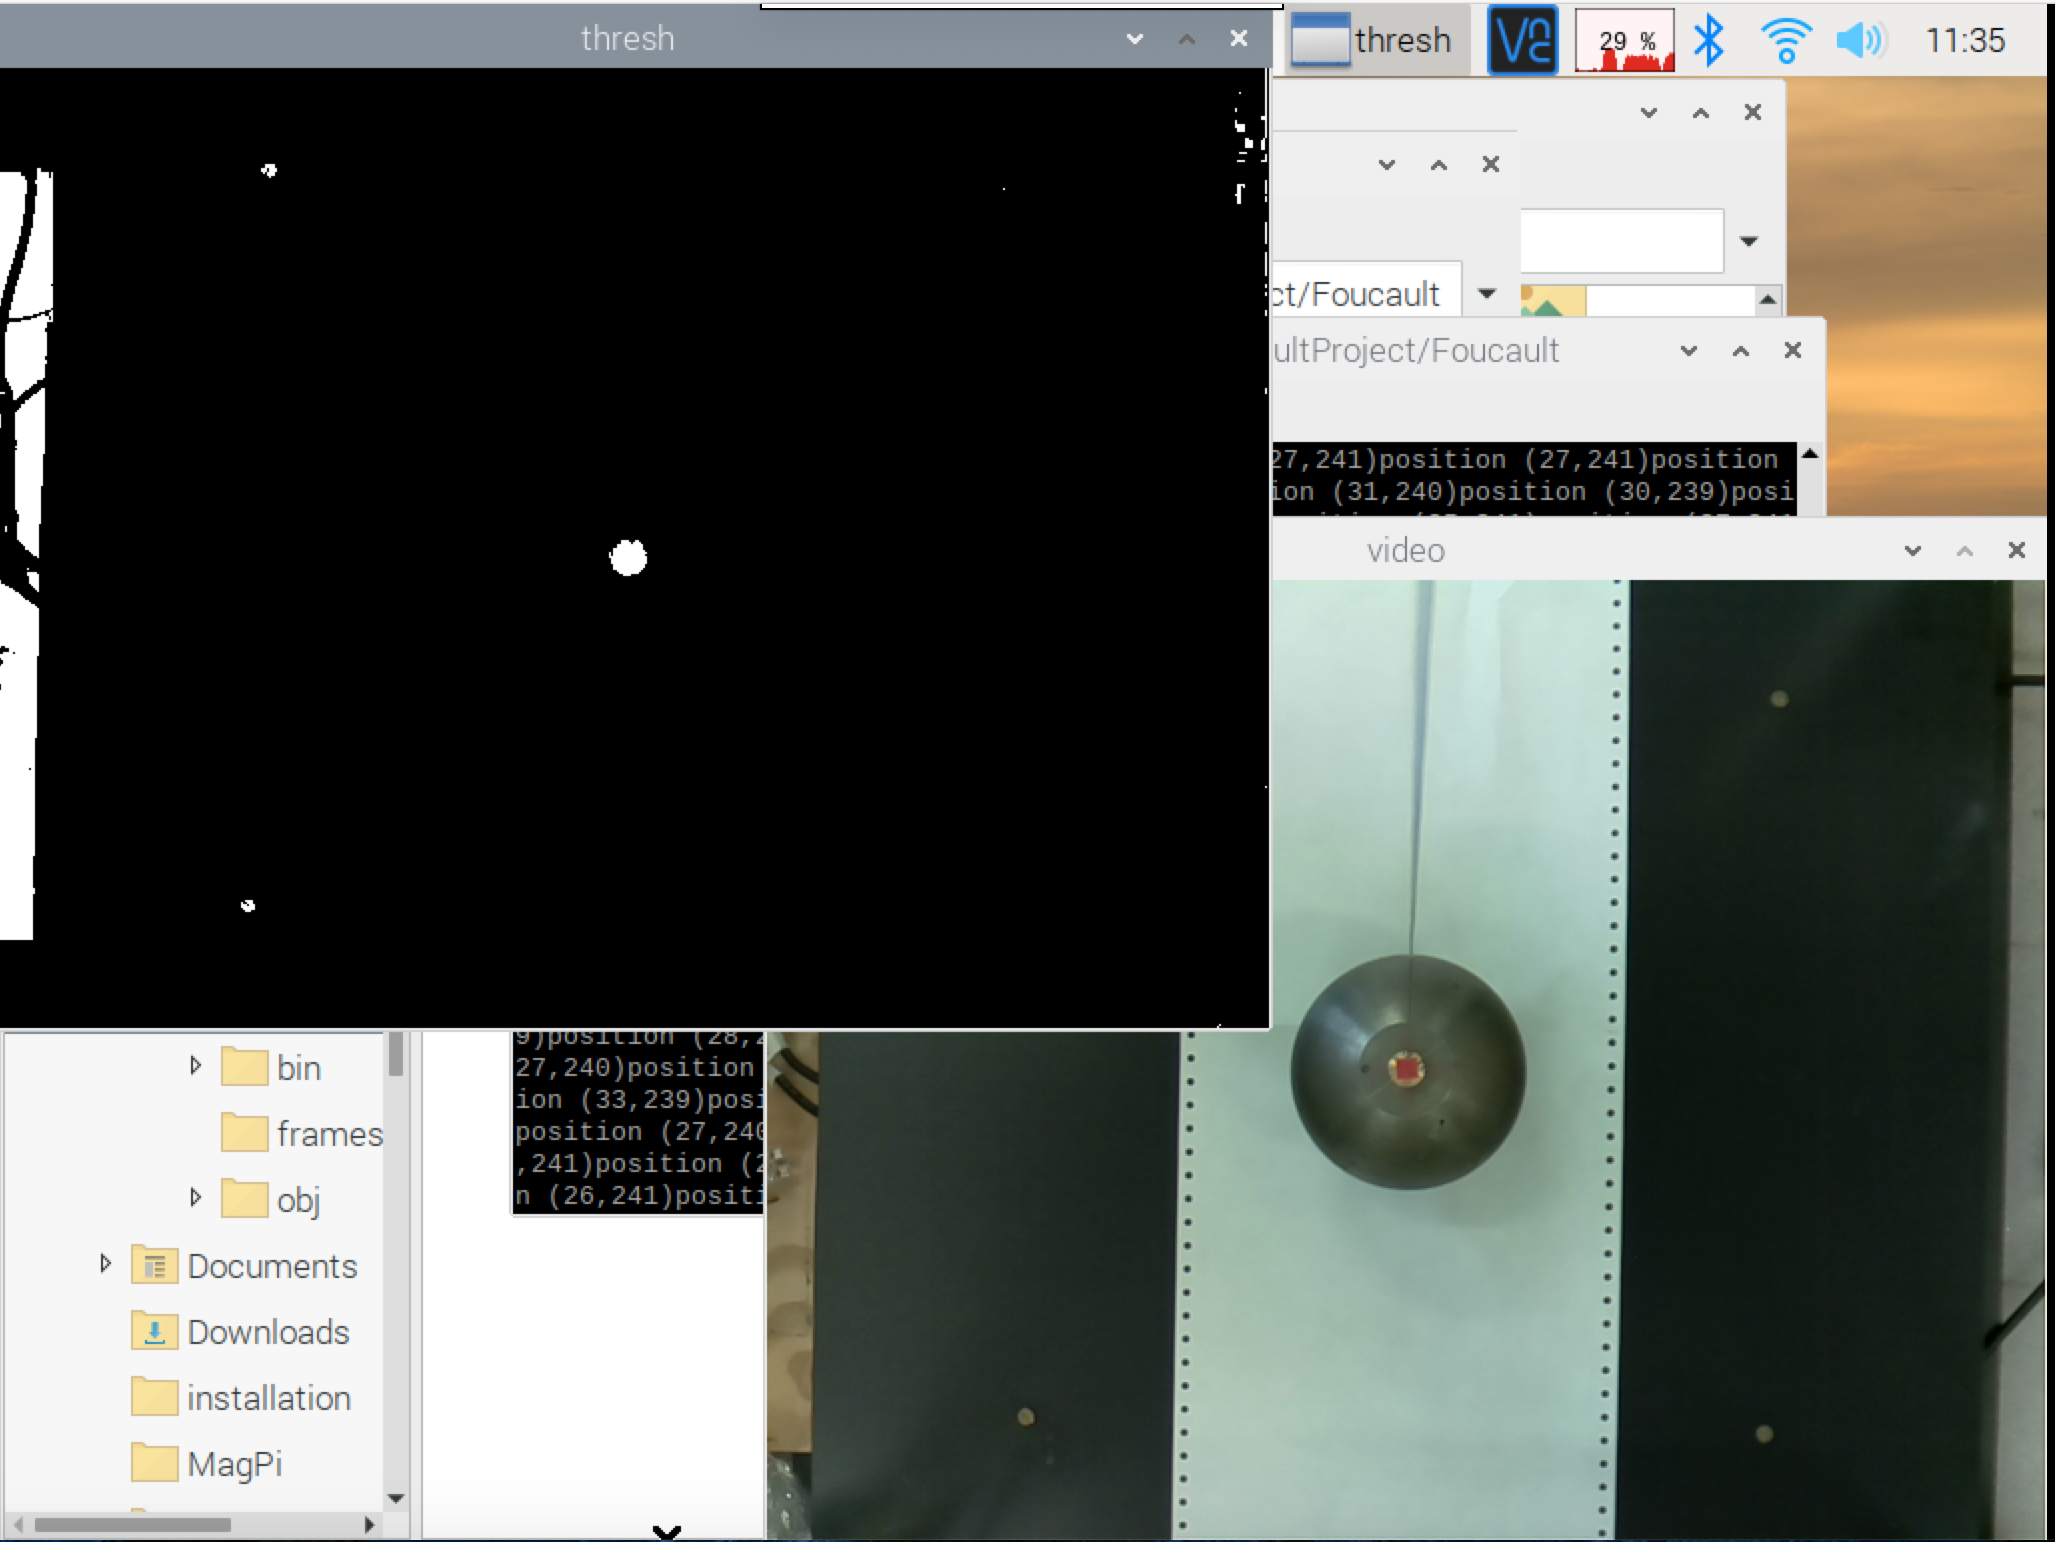 thresh
thresh
VNC
29 %
11:35
ct/Foucault
ultProject/Foucault
27,241)position (27,241)position
ion (31,240)position (30,239)posi
video
9)position (28,2
27,240)position
ion (33,239)posi
position (27,240
,241)position (2
n (26,241)positi
bin
frames
obj
Documents
Downloads
installation
MagPi